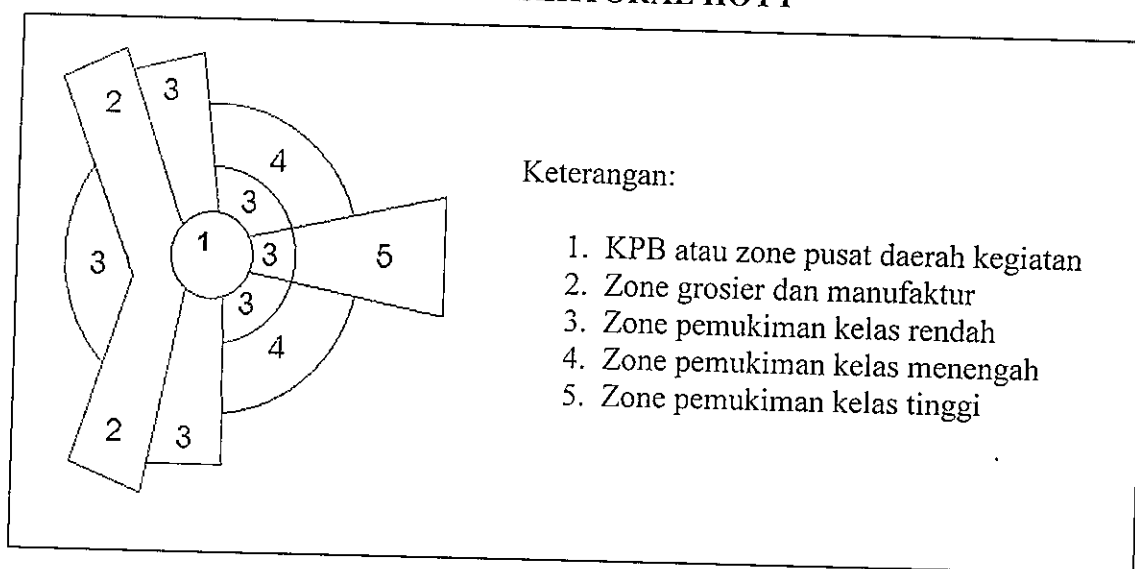 2
3
4
3
1
3
3
5
3
4
2
3
Keterangan:
1. KPB atau zone pusat daerah kegiatan
2. Zone grosier dan manufaktur
3. Zone pemukiman kelas rendah
4. Zone pemukiman kelas menengah
5. Zone pemukiman kelas tinggi